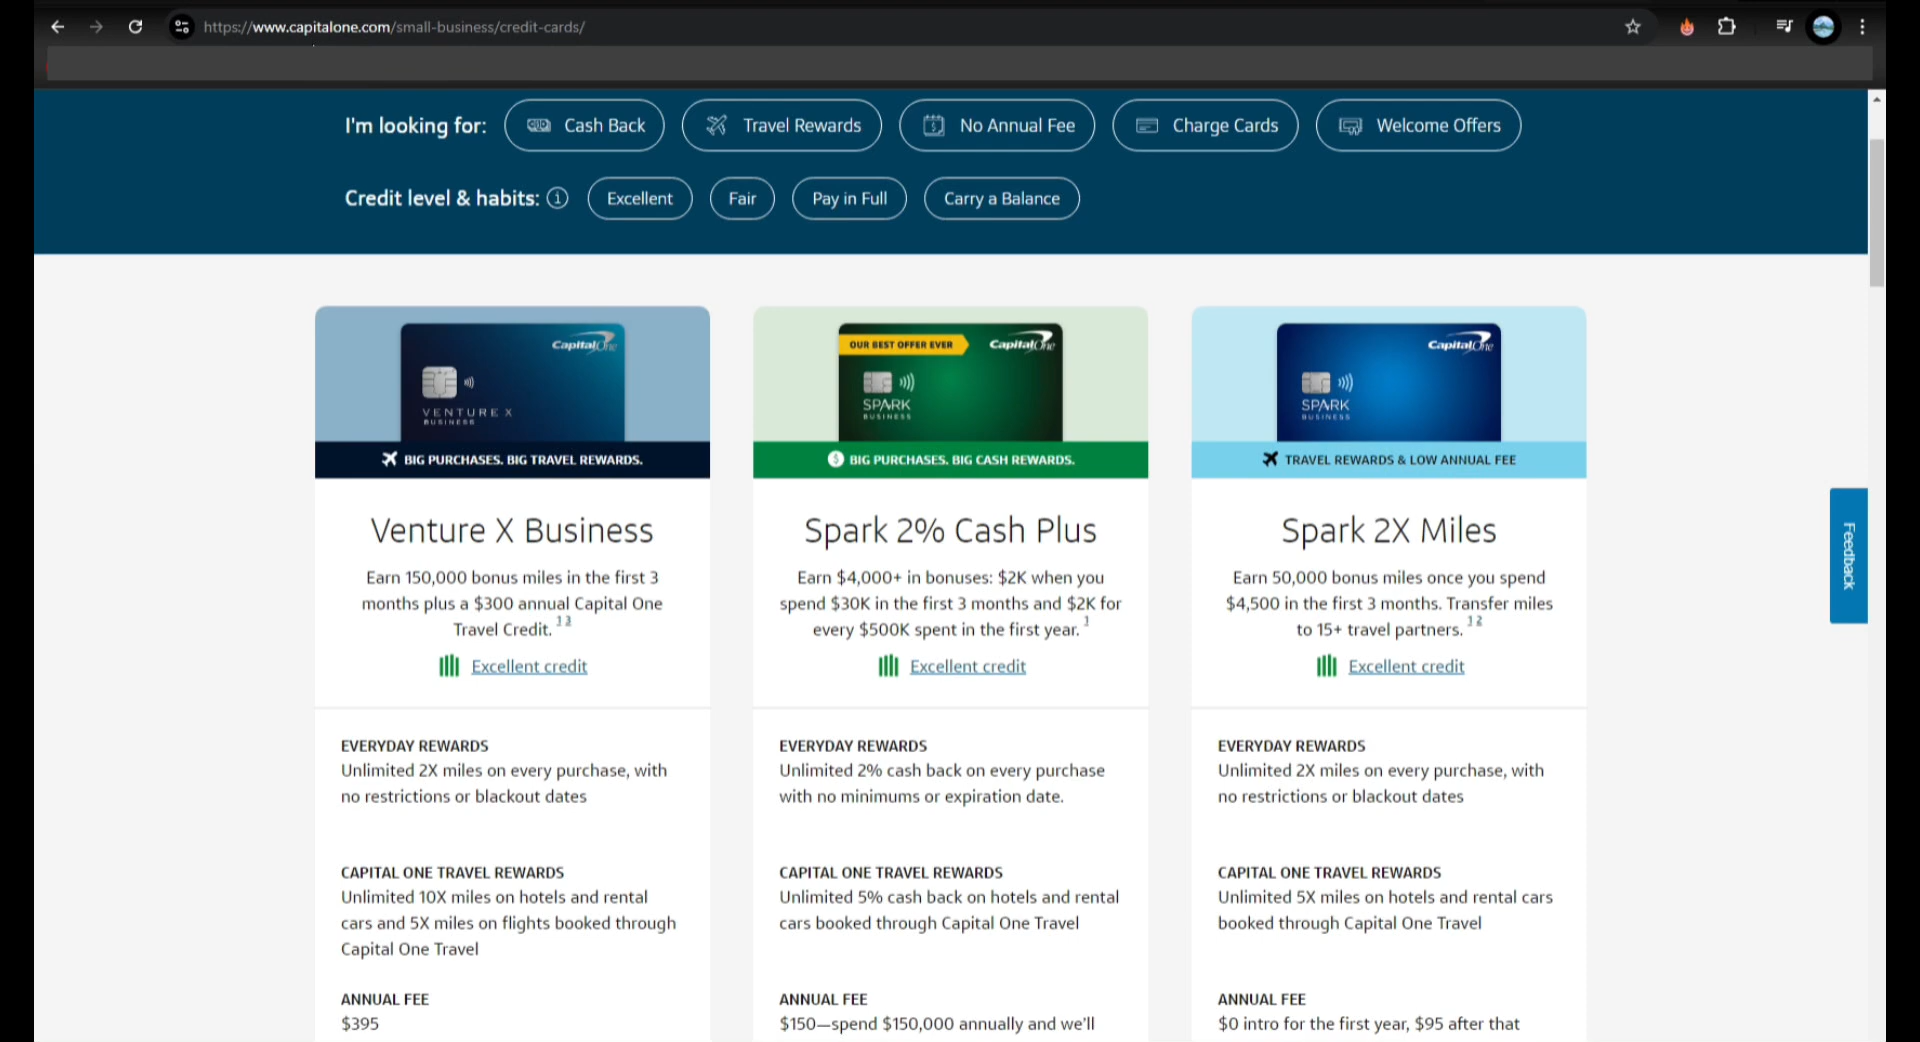 https://www.capitalone.com/small-business/credit-cards/
I'm looking for: Cash Back Travel Rewards No Annual Fee Charge Cards Welcome Offers
Credit level & habits: Excellent Fair Pay in Full Carry a Balance
Capital One
VENTURE X
BUSINESS
BIG PURCHASES. BIG TRAVEL REWARDS.
Venture X Business
Earn 150,000 bonus miles in the first 3
months plus a $300 annual Capital One
Travel Credit. 1 3
Excellent credit
EVERYDAY REWARDS
Unlimited 2X miles on every purchase, with
no restrictions or blackout dates
CAPITAL ONE TRAVEL REWARDS
Unlimited 10X miles on hotels and rental
cars and 5X miles on flights booked through
Capital One Travel
ANNUAL FEE
$395
OUR BEST OFFER EVER
Capital One
SPARK
BUSINESS
BIG PURCHASES. BIG CASH REWARDS.
Spark 2% Cash Plus
Earn $4,000+ in bonuses: $2K when you
spend $30K in the first 3 months and $2K for
every $500K spent in the first year. 1
Excellent credit
EVERYDAY REWARDS
Unlimited 2% cash back on every purchase
with no minimums or expiration date.
CAPITAL ONE TRAVEL REWARDS
Unlimited 5% cash back on hotels and rental
cars booked through Capital One Travel
ANNUAL FEE
$150—spend $150,000 annually and we'll
Capital One
SPARK
BUSINESS
TRAVEL REWARDS & LOW ANNUAL FEE
Spark 2X Miles
Earn 50,000 bonus miles once you spend
$4,500 in the first 3 months. Transfer miles
to 15+ travel partners. 1 2
Excellent credit
EVERYDAY REWARDS
Unlimited 2X miles on every purchase, with
no restrictions or blackout dates
CAPITAL ONE TRAVEL REWARDS
Unlimited 5X miles on hotels and rental cars
booked through Capital One Travel
ANNUAL FEE
$0 intro for the first year, $95 after that
Feedback